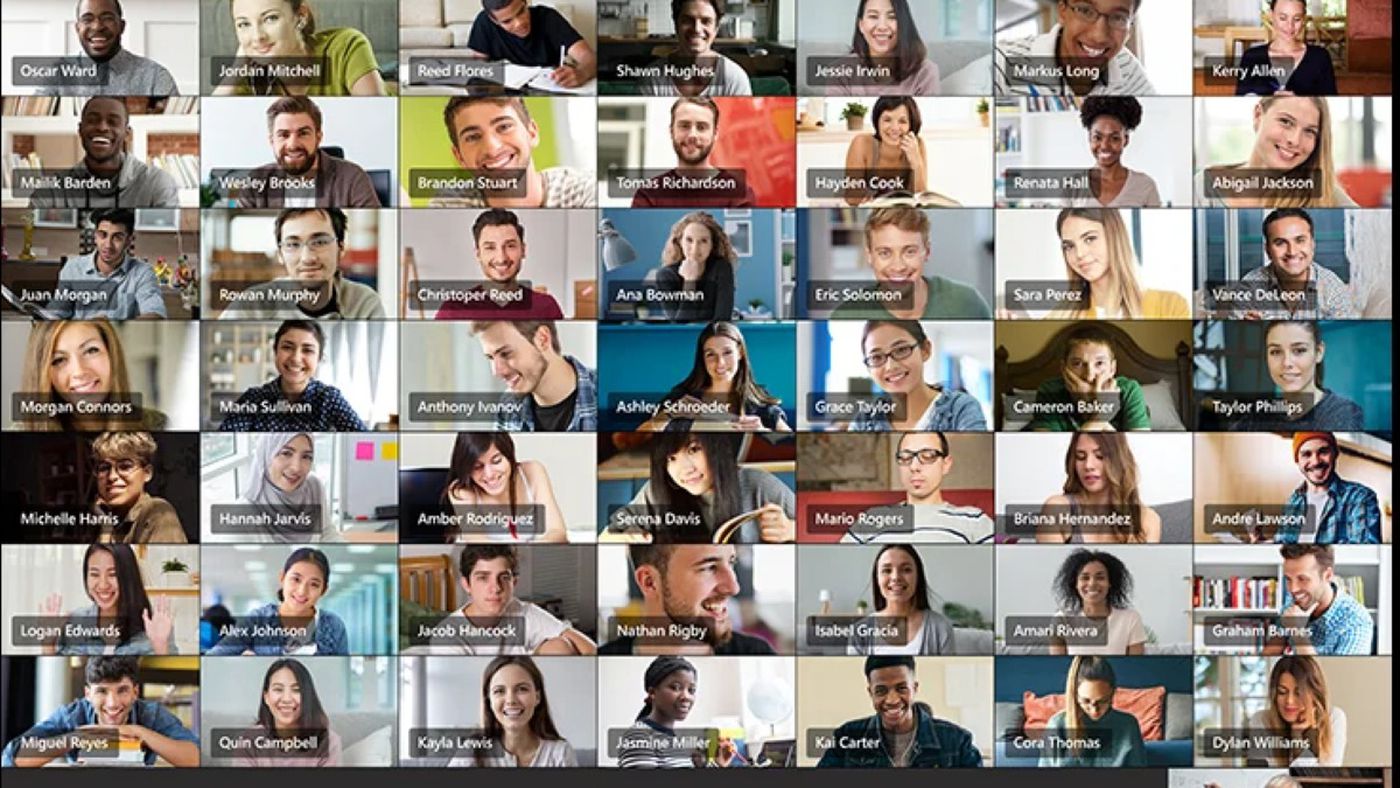 Oscar Ward
Jordan Mitchell
Reed Flores
Shawn Hughes
Jessie Irwin
Markus Long
Kerry Allen
Mailik Barden
Wesley Brooks
Brandon Stuart
Tomas Richardson
Hayden Cook
Renata Hall
Abigail Jackson
Juan Morgan
Rowan Murphy
Christoper Reed
Ana Bowman
Eric Solomon
Sara Perez
Vance DeLeon
Morgan Connors
Maria Sullivan
Anthony Ivanov
Ashley Schroeder
Grace Taylor
Cameron Baker
Taylor Phillips
Michelle Harris
Hannah Jarvis
Amber Rodriguez
Serena Davis
Mario Rogers
Briana Hernandez
Andre Lawson
Logan Edwards
Alex Johnson
Jacob Hancock
Nathan Rigby
Isabel Gracia
Amari Rivera
Graham Barnes
Miguel Reyes
Quin Campbell
Kayla Lewis
Jasmine Miller
Kai Carter
Cora Thomas
Dylan Williams